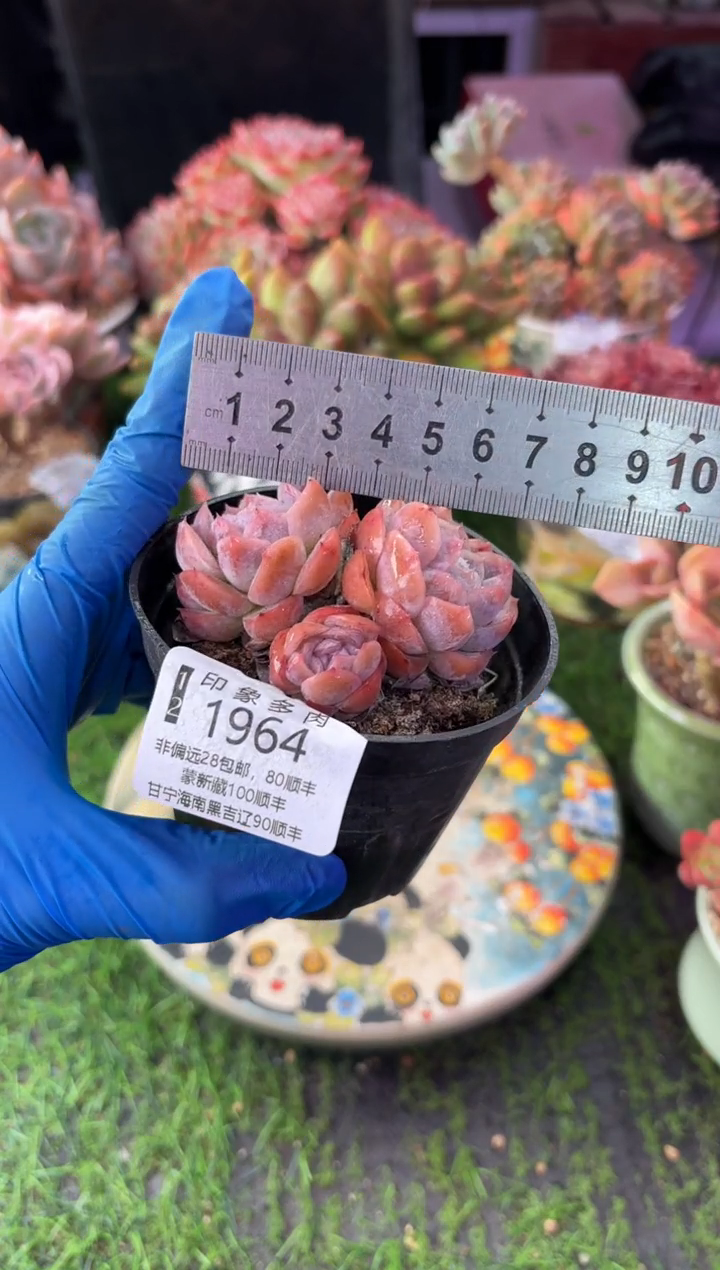 cm 1 2 3 4 5 6 7 8 9 10
mm
12 印象多肉
1964
非偏远28包邮，80顺丰
蒙新藏100顺丰
甘宁海南黑吉辽90顺丰